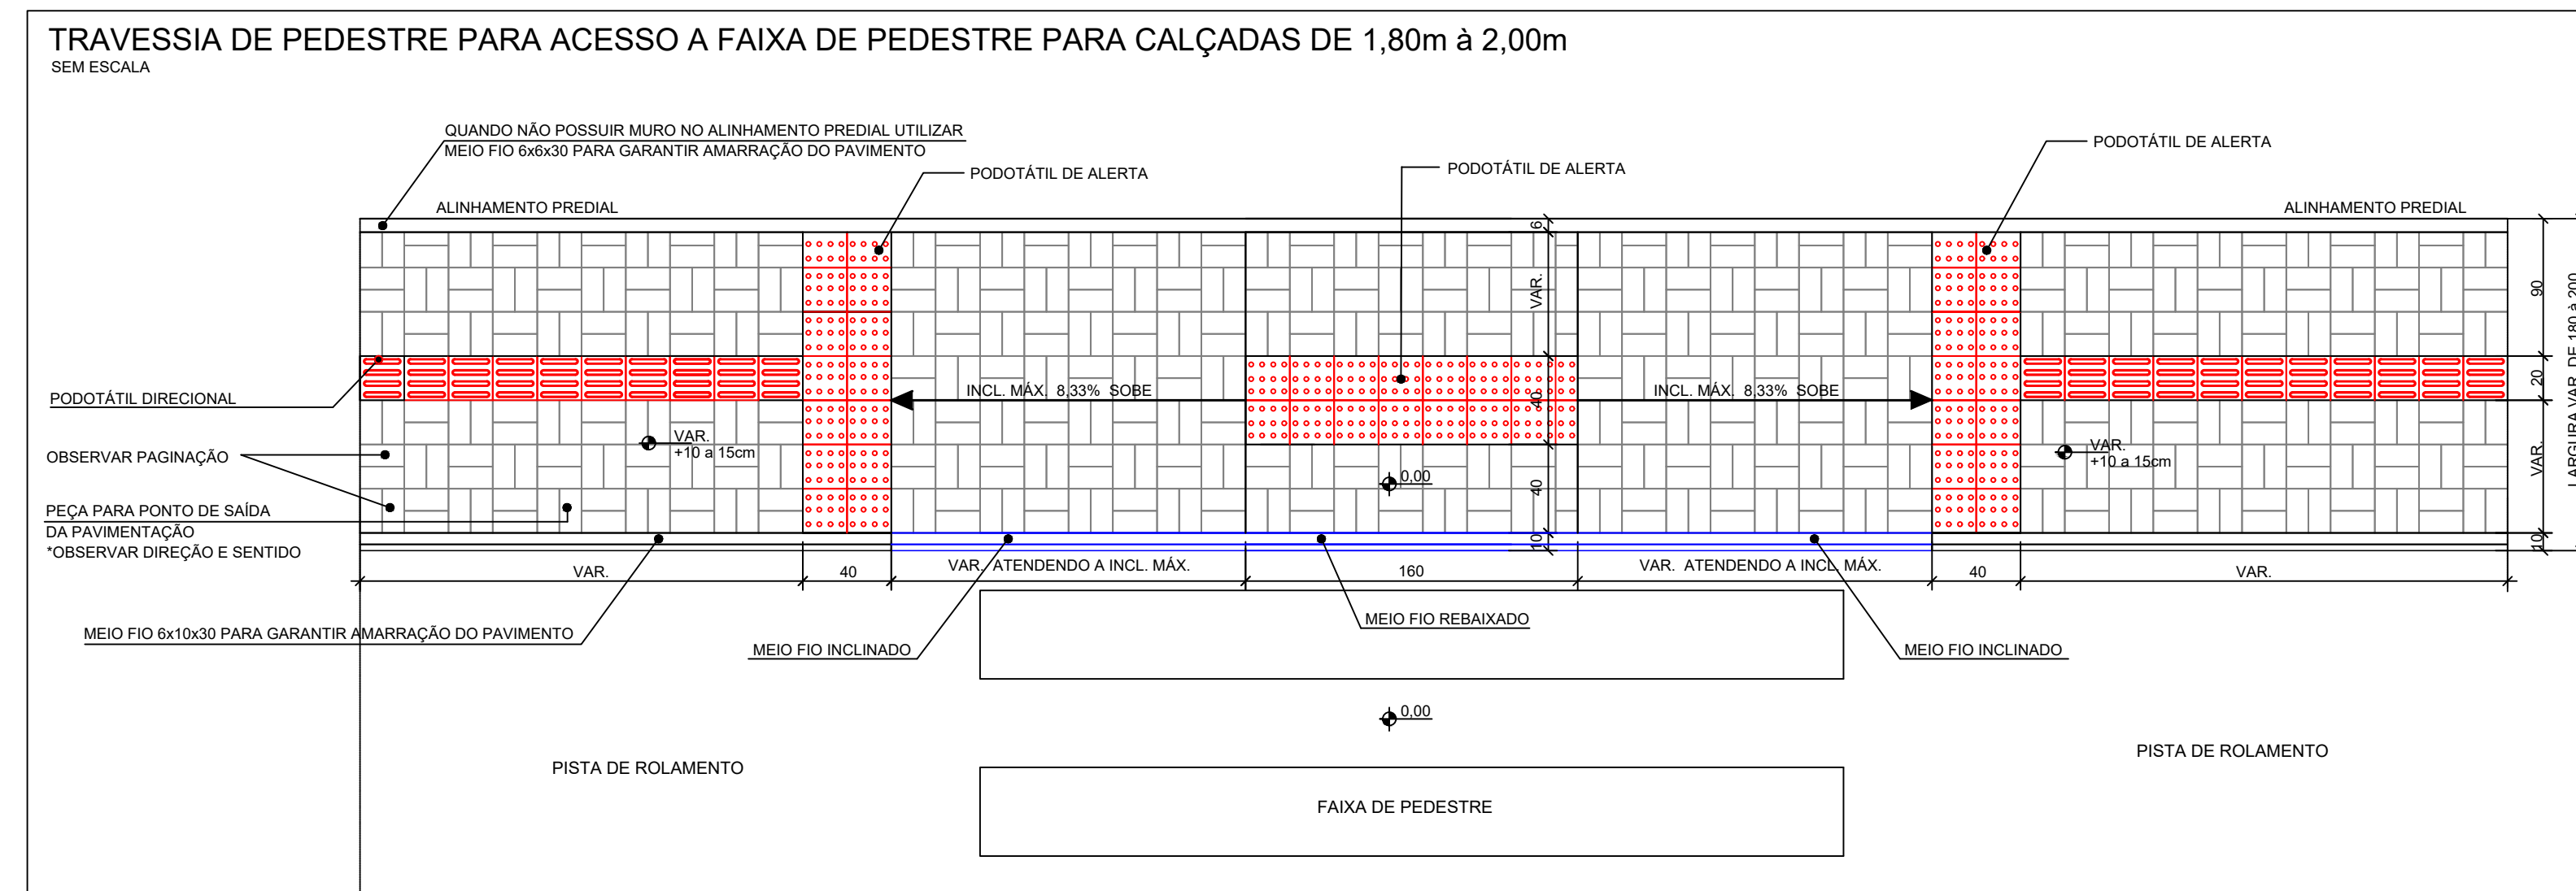 TRAVESSIA DE PEDESTRE PARA ACESSO A FAIXA DE PEDESTRE PARA CALÇADAS DE 1,80m à 2,00m
SEM ESCALA
QUANDO NÃO POSSUIR MURO NO ALINHAMENTO PREDIAL UTILIZAR
MEIO FIO 6x6x30 PARA GARANTIR AMARRAÇÃO DO PAVIMENTO
PODOTÁTIL DE ALERTA
PODOTÁTIL DE ALERTA
PODOTÁTIL DE ALERTA
ALINHAMENTO PREDIAL
ALINHAMENTO PREDIAL
6
VAR.
40
40
10
90
20
VAR.
10
LARGURA VAR. DE 180 à 200
PODOTÁTIL DIRECIONAL
INCL. MÁX. 8,33% SOBE
INCL. MÁX. 8,33% SOBE
OBSERVAR PAGINAÇÃO
VAR.
+10 a 15cm
0,00
VAR.
+10 a 15cm
PEÇA PARA PONTO DE SAÍDA
DA PAVIMENTAÇÃO
*OBSERVAR DIREÇÃO E SENTIDO
VAR.
40
VAR. ATENDENDO A INCL. MÁX.
160
VAR. ATENDENDO A INCL. MÁX.
40
VAR.
MEIO FIO 6x10x30 PARA GARANTIR AMARRAÇÃO DO PAVIMENTO
MEIO FIO INCLINADO
MEIO FIO REBAIXADO
MEIO FIO INCLINADO
0,00
PISTA DE ROLAMENTO
PISTA DE ROLAMENTO
FAIXA DE PEDESTRE